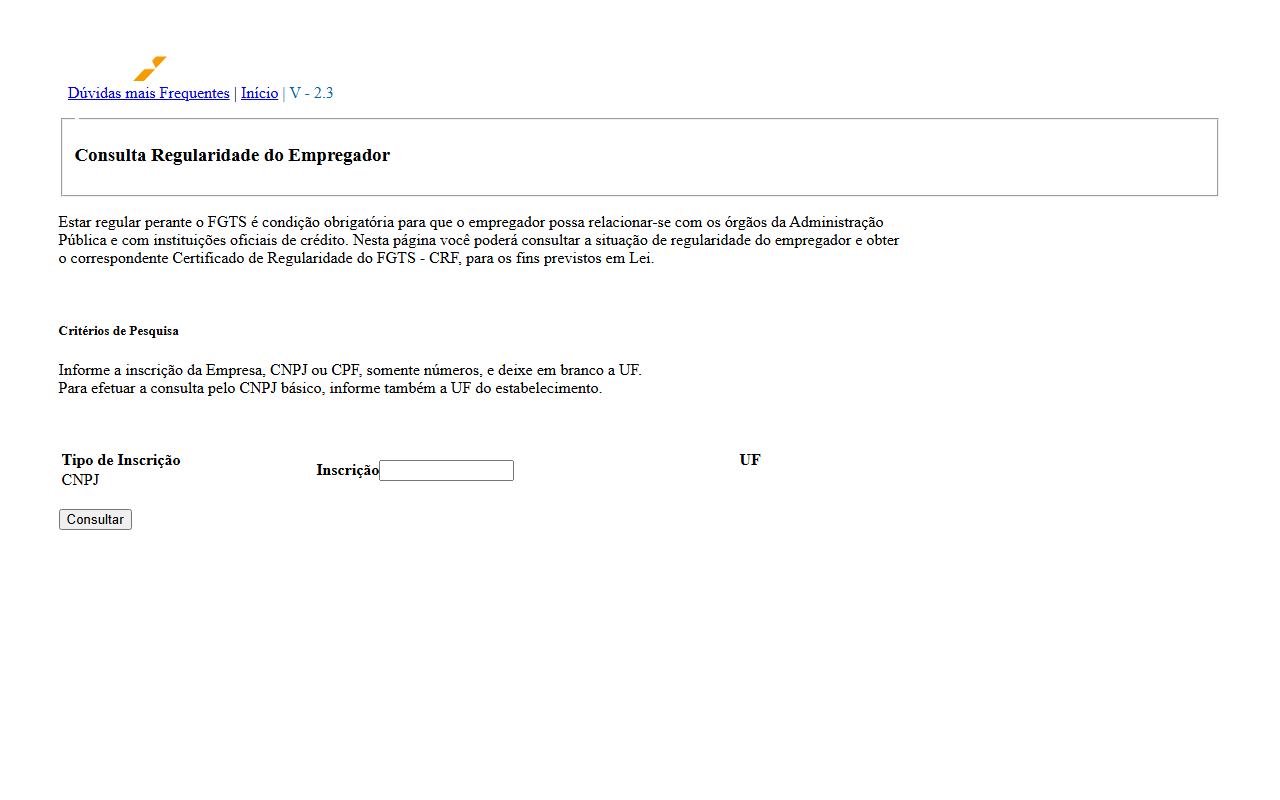 Dúvidas mais Frequentes | Início | V - 2.3
Consulta Regularidade do Empregador
Estar regular perante o FGTS é condição obrigatória para que o empregador possa relacionar-se com os órgãos da Administração
Pública e com instituições oficiais de crédito. Nesta página você poderá consultar a situação de regularidade do empregador e obter
o correspondente Certificado de Regularidade do FGTS - CRF, para os fins previstos em Lei.
Critérios de Pesquisa
Informe a inscrição da Empresa, CNPJ ou CPF, somente números, e deixe em branco a UF.
Para efetuar a consulta pelo CNPJ básico, informe também a UF do estabelecimento.
Tipo de Inscrição
CNPJ
Inscrição
UF
Consultar